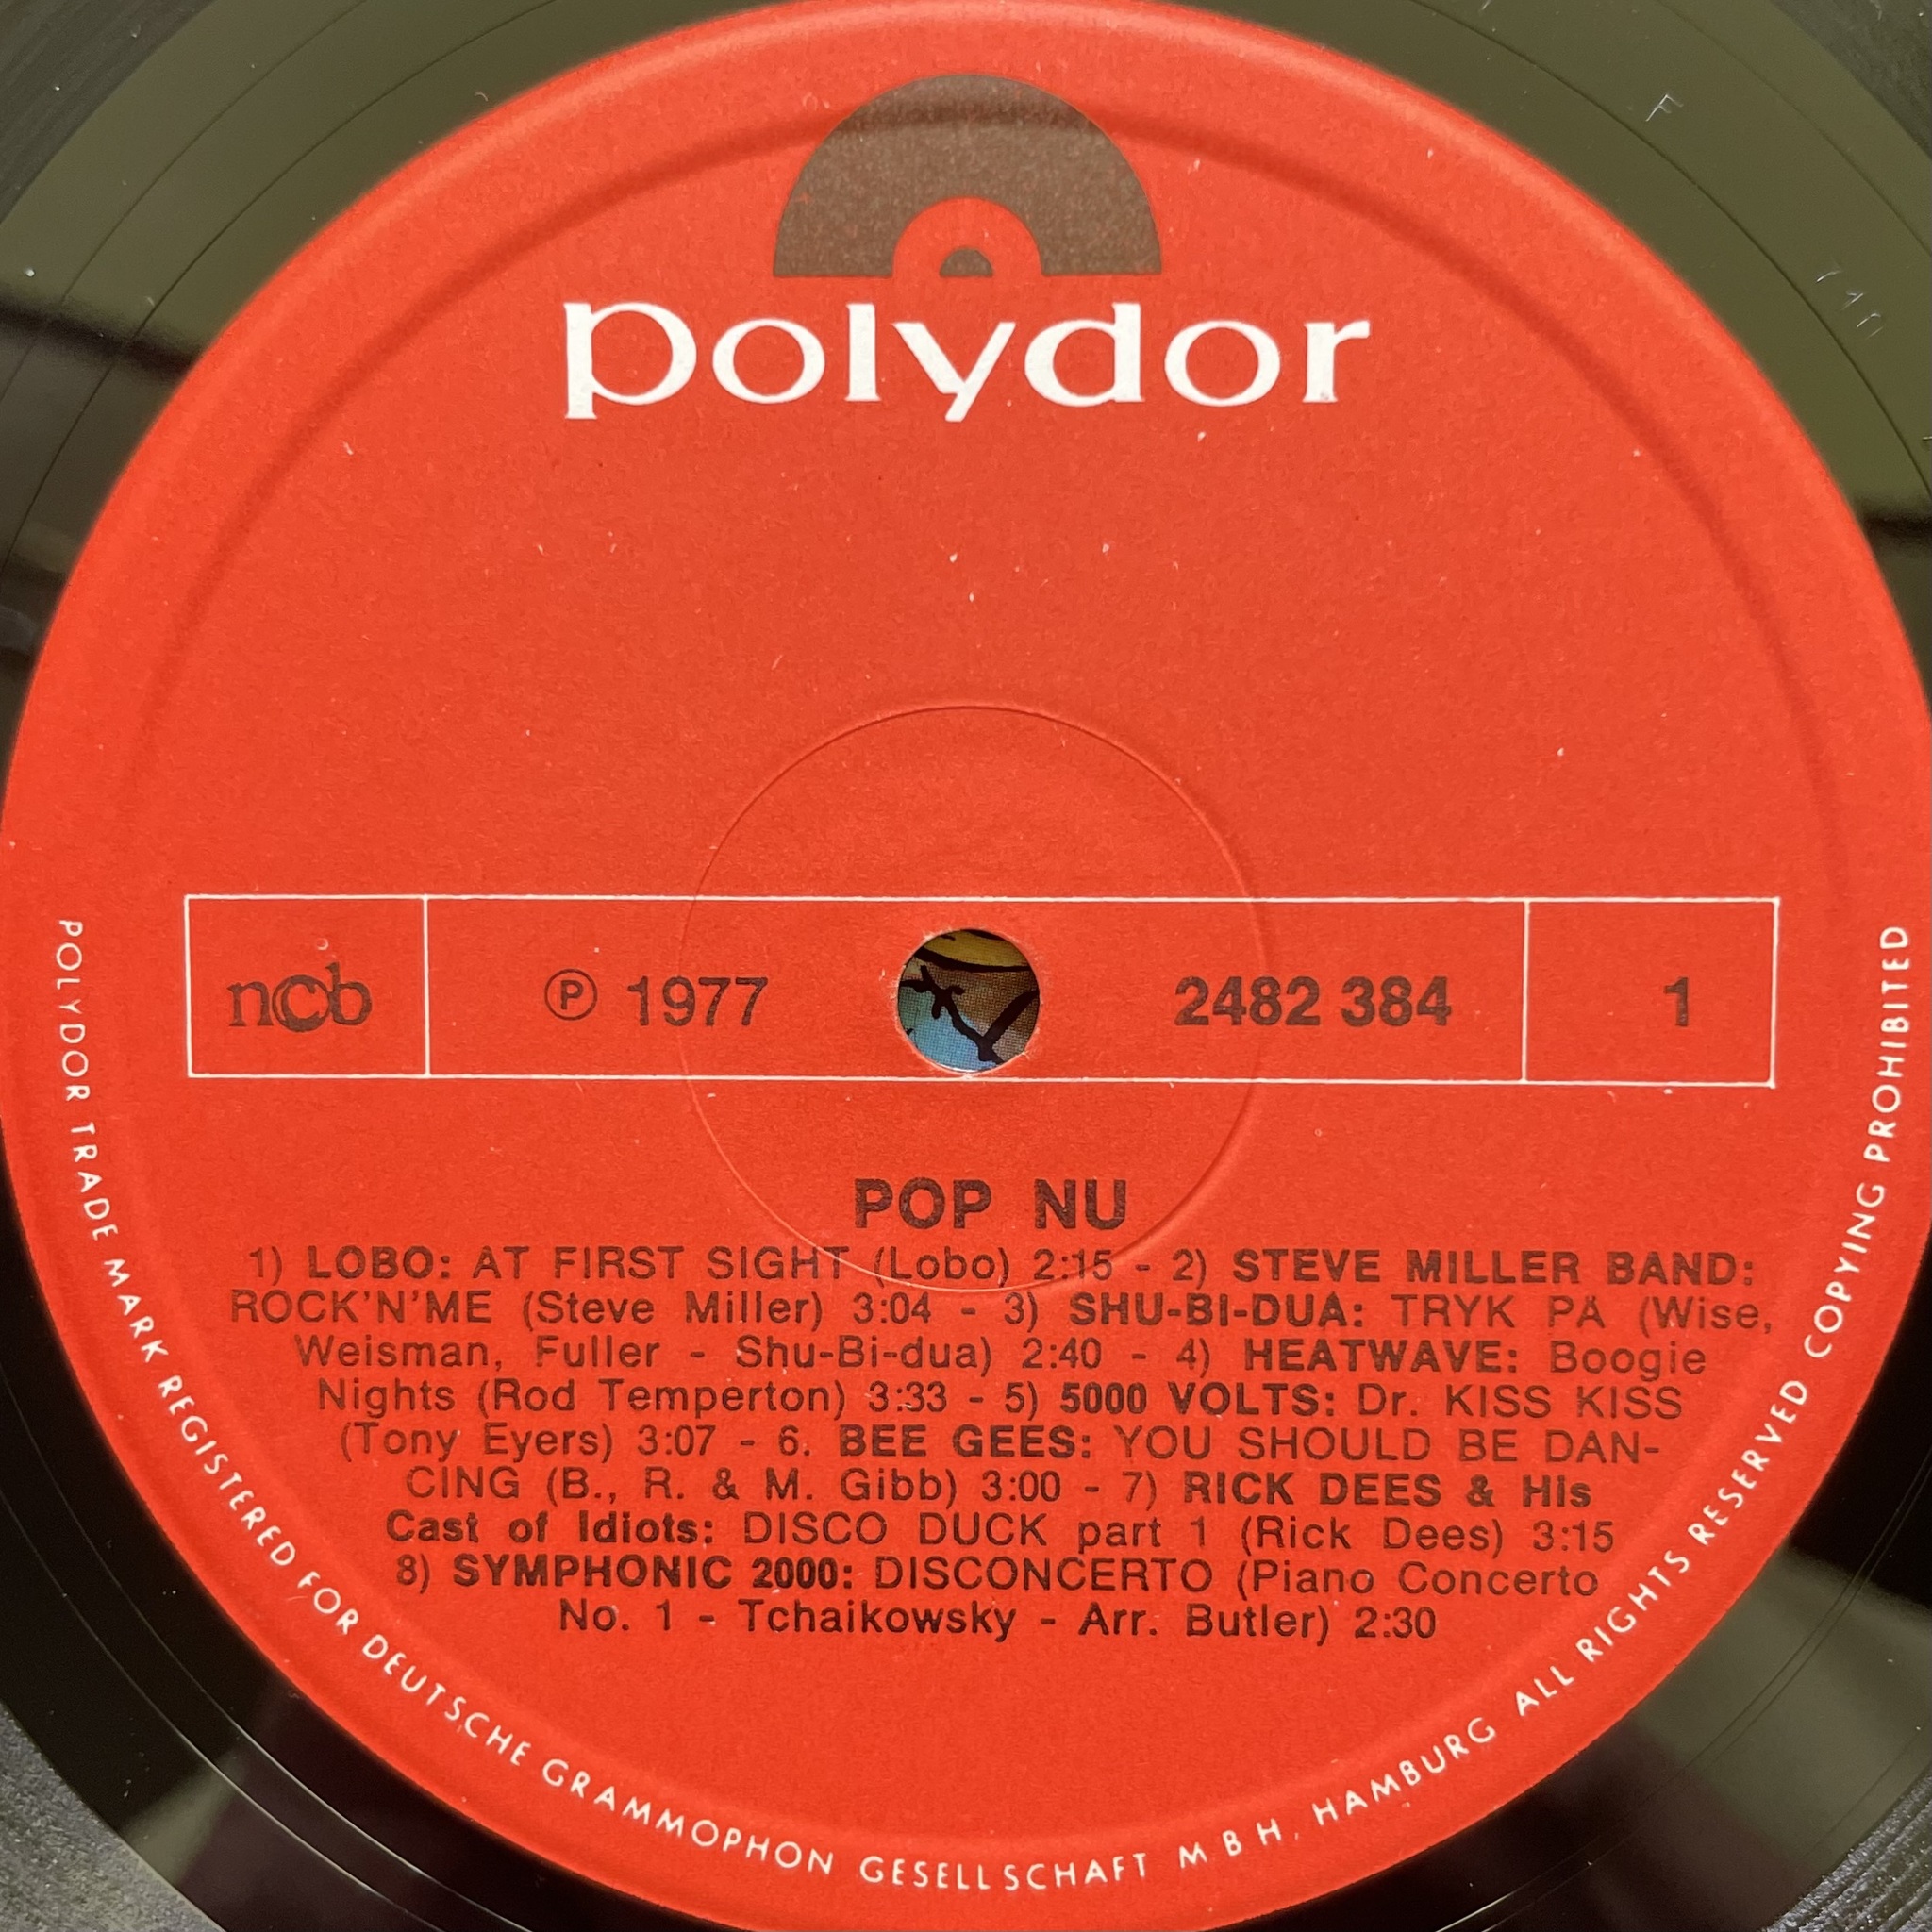 polydor
ncb
℗ 1977
2482 384
1
POP NU
1) LOBO: AT FIRST SIGHT (Lobo) 2:15 - 2) STEVE MILLER BAND:
ROCK'N'ME (Steve Miller) 3:04 - 3) SHU-BI-DUA: TRYK PÅ (Wise,
Weisman, Fuller - Shu-Bi-dua) 2:40 - 4) HEATWAVE: Boogie
Nights (Rod Temperton) 3:33 - 5) 5000 VOLTS: Dr. KISS KISS
(Tony Eyers) 3:07 - 6. BEE GEES: YOU SHOULD BE DAN-
CING (B., R. & M. Gibb) 3:00 - 7) RICK DEES & His
Cast of Idiots: DISCO DUCK part 1 (Rick Dees) 3:15
8) SYMPHONIC 2000: DISCONCERTO (Piano Concerto
No. 1 - Tchaikowsky - Arr. Butler) 2:30
POLYDOR TRADE MARK REGISTERED FOR DEUTSCHE GRAMMOPHON GESELLSCHAFT M B H. HAMBURG ALL RIGHTS RESERVED COPYING PROHIBITED